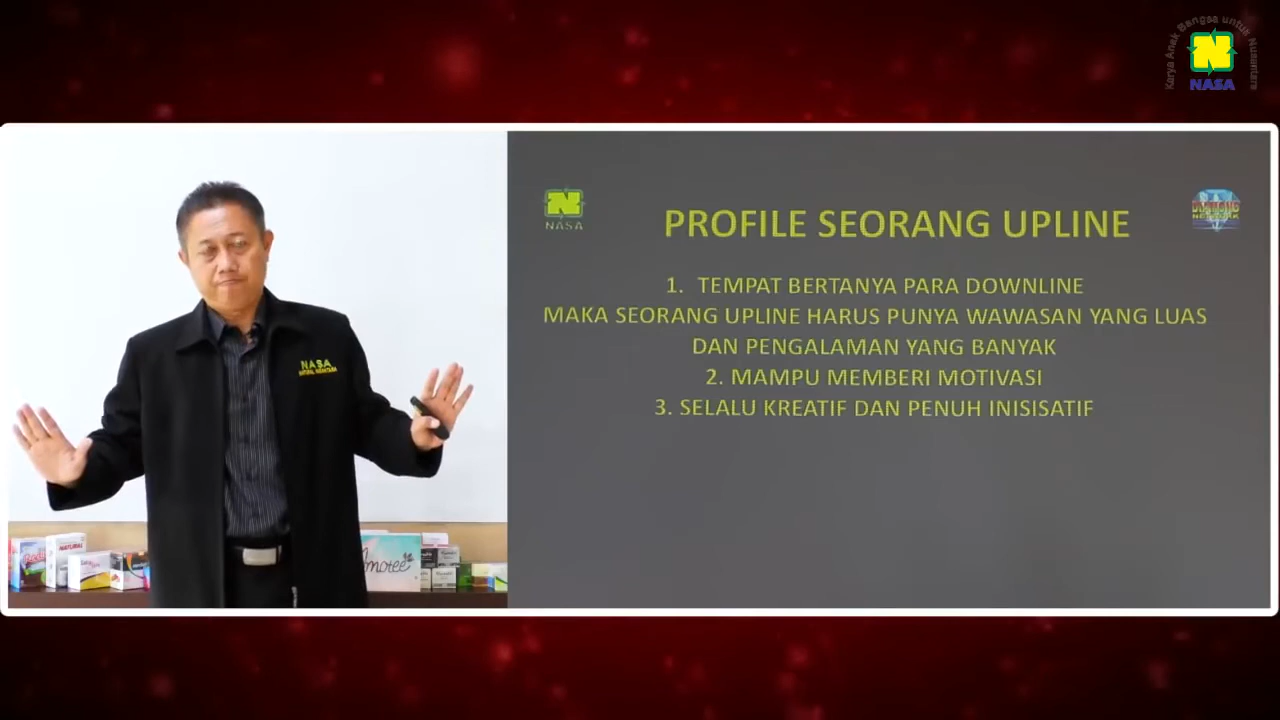 Karya Anak Bangsa untuk Nusantara
NASA
NASA
PROFILE SEORANG UPLINE
1. TEMPAT BERTANYA PARA DOWNLINE
MAKA SEORANG UPLINE HARUS PUNYA WAWASAN YANG LUAS
DAN PENGALAMAN YANG BANYAK
2. MAMPU MEMBERI MOTIVASI
3. SELALU KREATIF DAN PENUH INISISATIF
NASA
NATURAL